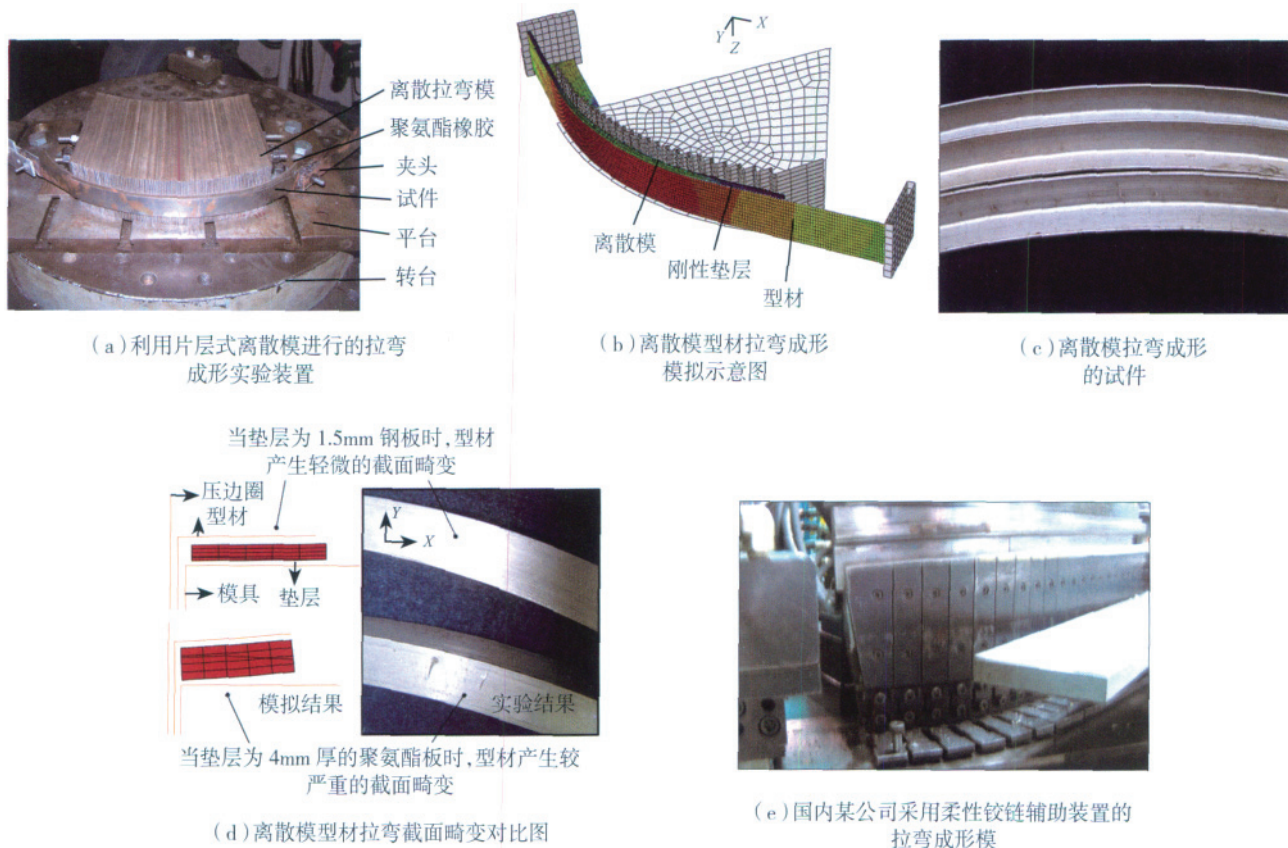 离散拉弯模
聚氨酯橡胶
夹头
试件
平台
转台
(a)利用片层式离散模进行的拉弯
成形实验装置
X
Y
Z
离散模
刚性垫层
型材
(b)离散模型材拉弯成形
模拟示意图
(c)离散模拉弯成形
的试件
当垫层为 1.5mm 钢板时,型材
产生轻微的截面畸变
压边圈
型材
模具
垫层
模拟结果
Y
X
实验结果
当垫层为 4mm 厚的聚氨酯板时,型材产生较
严重的截面畸变
(d)离散模型材拉弯截面畸变对比图
(e)国内某公司采用柔性铰链辅助装置的
拉弯成形模